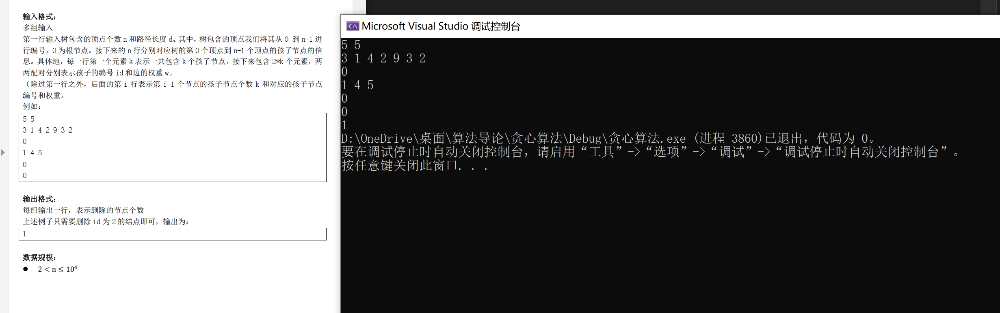 输入格式：
多组输入
第一行输入树包含的顶点个数 n 和路径长度 d。其中，树包含的顶点我们将其从 0 到 n-1 进
行编号，0 为根节点。接下来的 n 行分别对应树的第 0 个顶点到 n-1 个顶点的孩子节点的信
息。具体地，每一行第一个元素 k 表示一共包含 k 个孩子节点，接下来包含 2*k 个元素，两
两配对分别表示孩子的编号 id 和边的权重 w。
（除过第一行之外，后面的第 i 行表示第 i-1 个节点的孩子节点个数 k 和对应的孩子节点
编号和权重。
例如：
5 5
3 1 4 2 9 3 2
0
1 4 5
0
0
输出格式：
每组输出一行，表示删除的节点个数
上述例子只需要删除 id 为 2 的结点即可，输出为：
1
数据规模：
● 2 < n ≤ 10⁴
Microsoft Visual Studio 调试控制台
5 5
3 1 4 2 9 3 2
0
1 4 5
0
0
1
D:\OneDrive\桌面\算法导论\贪心算法\Debug\贪心算法.exe (进程 3860)已退出，代码为 0。
要在调试停止时自动关闭控制台，请启用“工具”->“选项”->“调试”->“调试停止时自动关闭控制台”。
按任意键关闭此窗口. . .